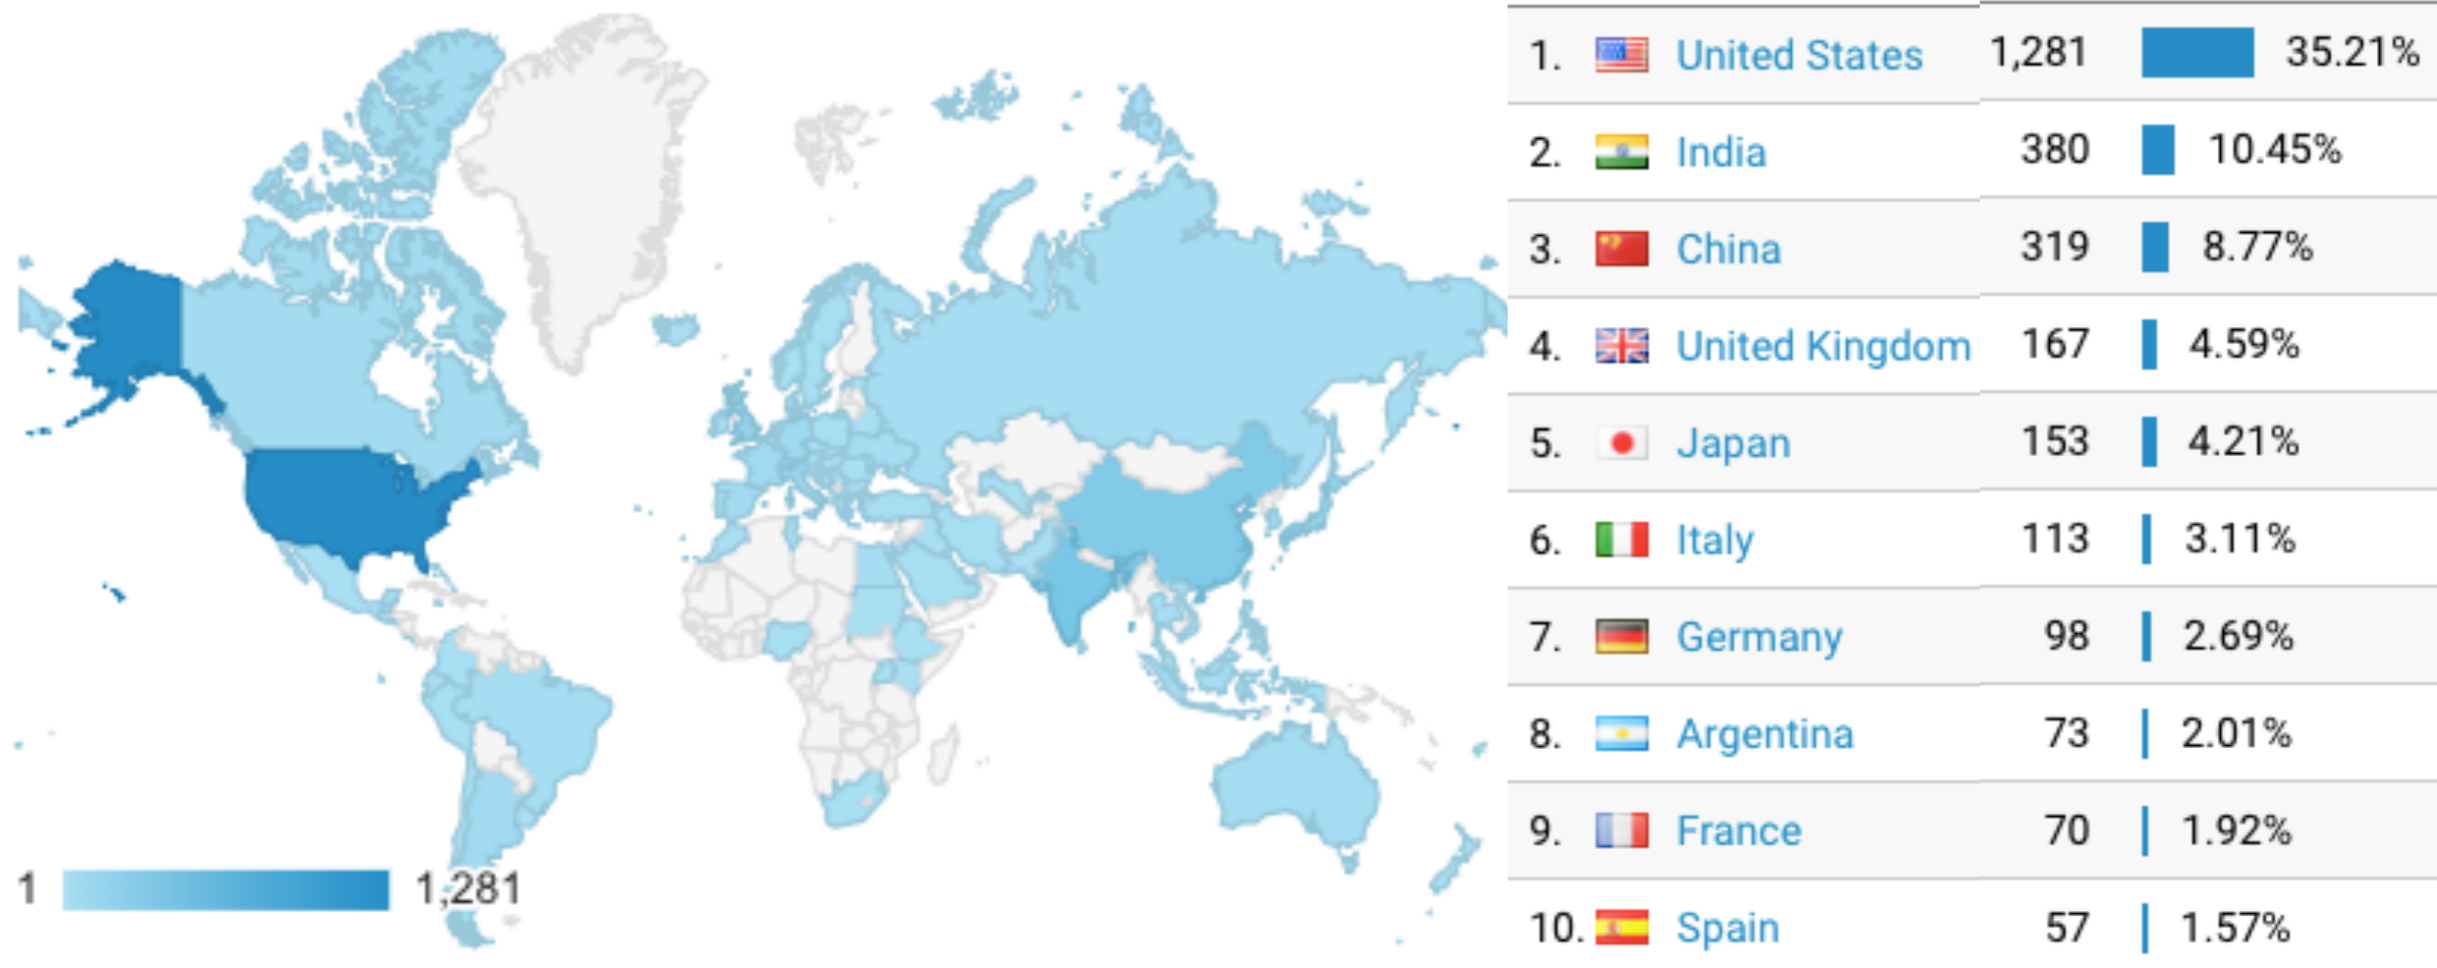 1 1,281
1. United States 1,281 35.21%
2. India 380 10.45%
3. China 319 8.77%
4. United Kingdom 167 4.59%
5. Japan 153 4.21%
6. Italy 113 3.11%
7. Germany 98 2.69%
8. Argentina 73 2.01%
9. France 70 1.92%
10. Spain 57 1.57%